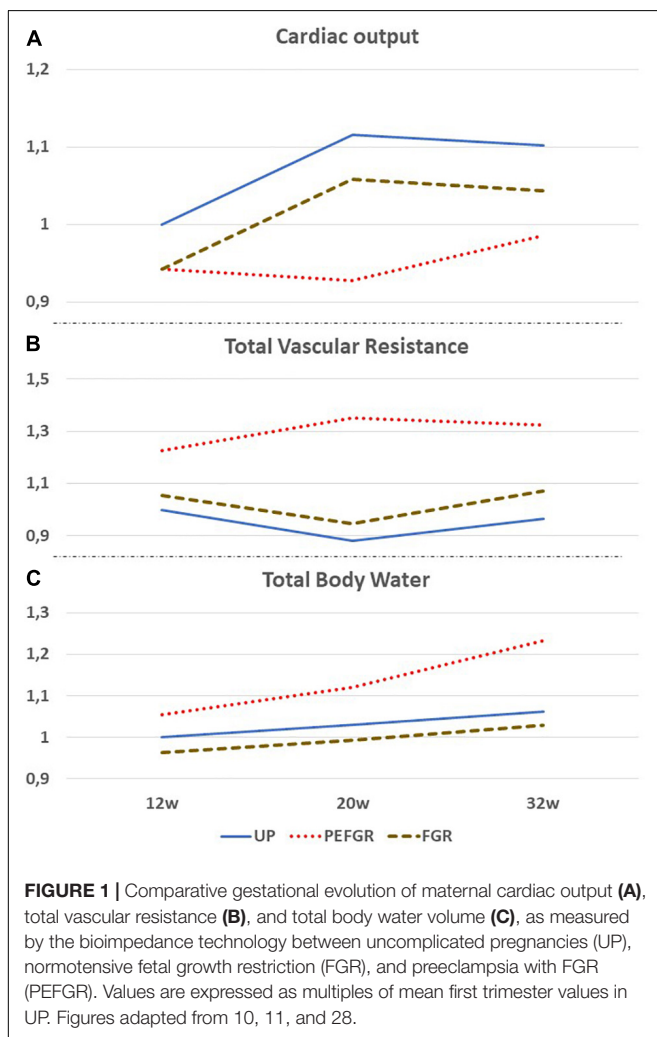 A
Cardiac output
1,2
1,1
1
0,9
B
Total Vascular Resistance
1,5
1,3
1,1
0,9
C
Total Body Water
1,3
1,2
1,1
1
0,9
12w 20w 32w
UP PEFGR FGR
FIGURE 1 | Comparative gestational evolution of maternal cardiac output (A),
total vascular resistance (B), and total body water volume (C), as measured
by the bioimpedance technology between uncomplicated pregnancies (UP),
normotensive fetal growth restriction (FGR), and preeclampsia with FGR
(PEFGR). Values are expressed as multiples of mean first trimester values in
UP. Figures adapted from 10, 11, and 28.